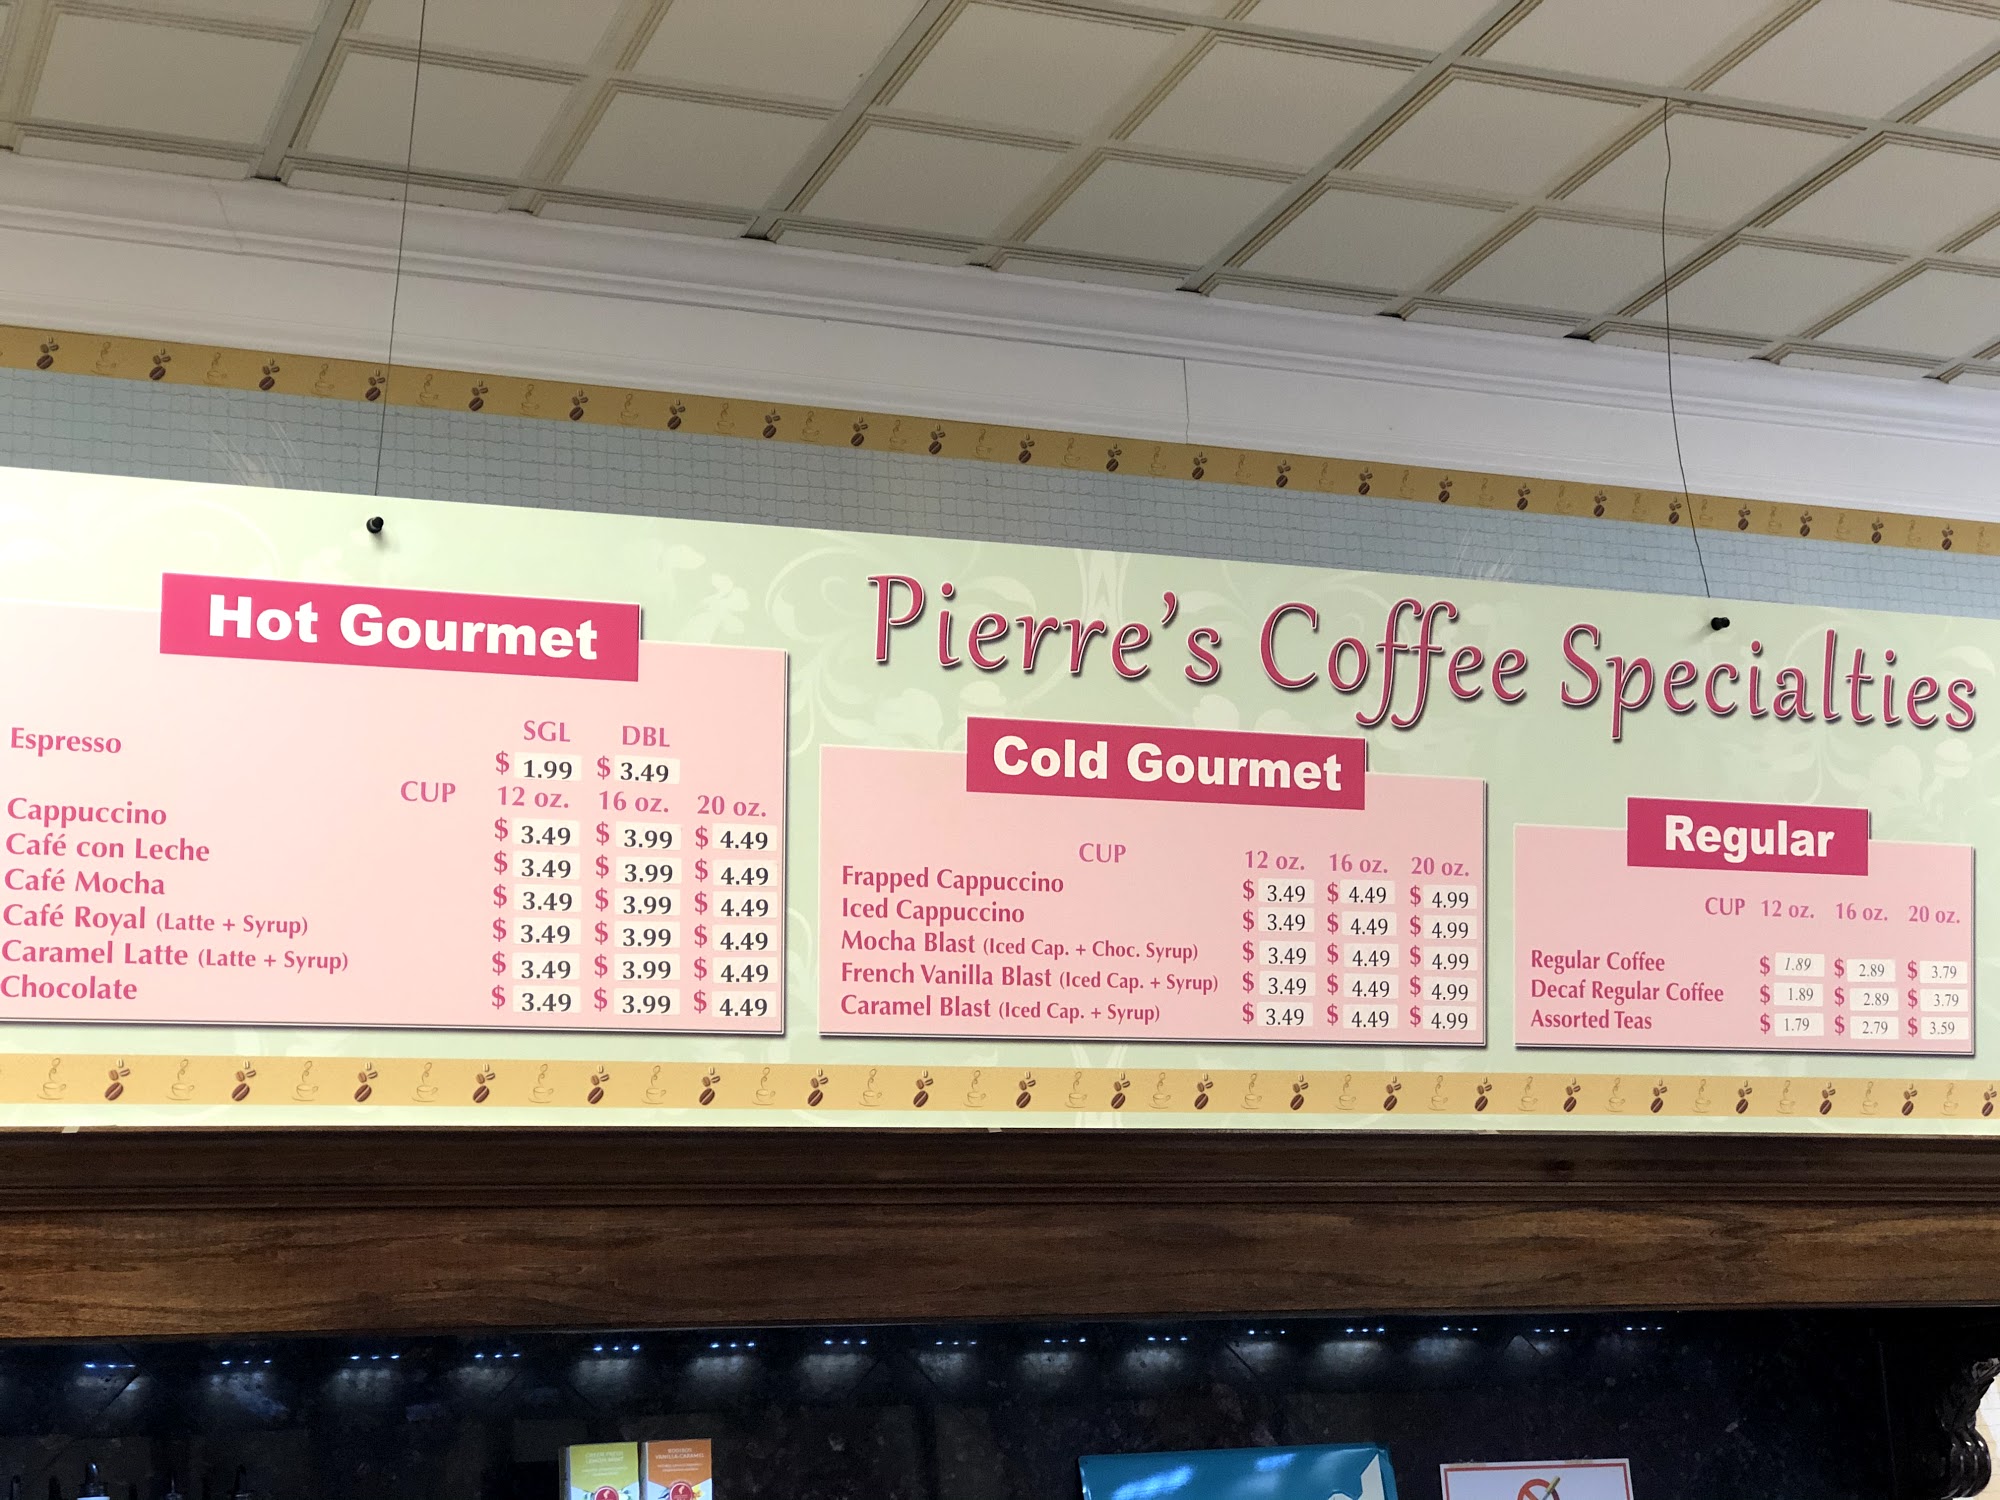 Pierre's Coffee Specialties
Hot Gourmet
SGL DBL
Espresso $ 1.99 $ 3.49
CUP 12 oz. 16 oz. 20 oz.
Cappuccino $ 3.49 $ 3.99 $ 4.49
Café con Leche $ 3.49 $ 3.99 $ 4.49
Café Mocha $ 3.49 $ 3.99 $ 4.49
Café Royal (Latte + Syrup) $ 3.49 $ 3.99 $ 4.49
Caramel Latte (Latte + Syrup) $ 3.49 $ 3.99 $ 4.49
Chocolate $ 3.49 $ 3.99 $ 4.49
Cold Gourmet
CUP 12 oz. 16 oz. 20 oz.
Frapped Cappuccino $ 3.49 $ 4.49 $ 4.99
Iced Cappuccino $ 3.49 $ 4.49 $ 4.99
Mocha Blast (Iced Cap. + Choc. Syrup) $ 3.49 $ 4.49 $ 4.99
French Vanilla Blast (Iced Cap. + Syrup) $ 3.49 $ 4.49 $ 4.99
Caramel Blast (Iced Cap. + Syrup) $ 3.49 $ 4.49 $ 4.99
Regular
CUP 12 oz. 16 oz. 20 oz.
Regular Coffee $ 1.89 $ 2.89 $ 3.79
Decaf Regular Coffee $ 1.89 $ 2.89 $ 3.79
Assorted Teas $ 1.79 $ 2.79 $ 3.59
LEMON MINT
ROOIBOS
VANILLA CARAMEL